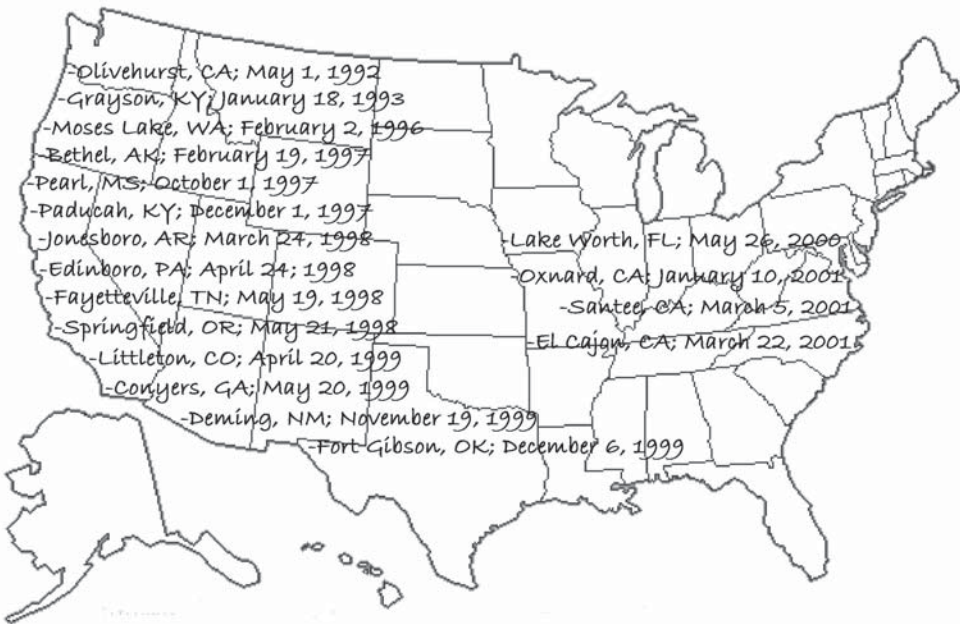 -Olivehurst, CA; May 1, 1992
-Grayson, KY; January 18, 1993
-Moses Lake, WA; February 2, 1996
-Bethel, AK; February 19, 1997
-Pearl, MS; October 1, 1997
-Paducah, KY; December 1, 1997
-Jonesboro, AR; March 24, 1998
-Edinboro, PA; April 24; 1998
-Fayetteville, TN; May 19, 1998
-Springfield, OR; May 21, 1998
-Littleton, CO; April 20, 1999
-Conyers, GA; May 20, 1999
-Deming, NM; November 19, 1999
-Fort Gibson, OK; December 6, 1999
-Lake Worth, FL; May 26, 2000
-Oxnard, CA; January 10, 2001
-Santee, CA; March 5, 2001
-El Cajon, CA; March 22, 2001